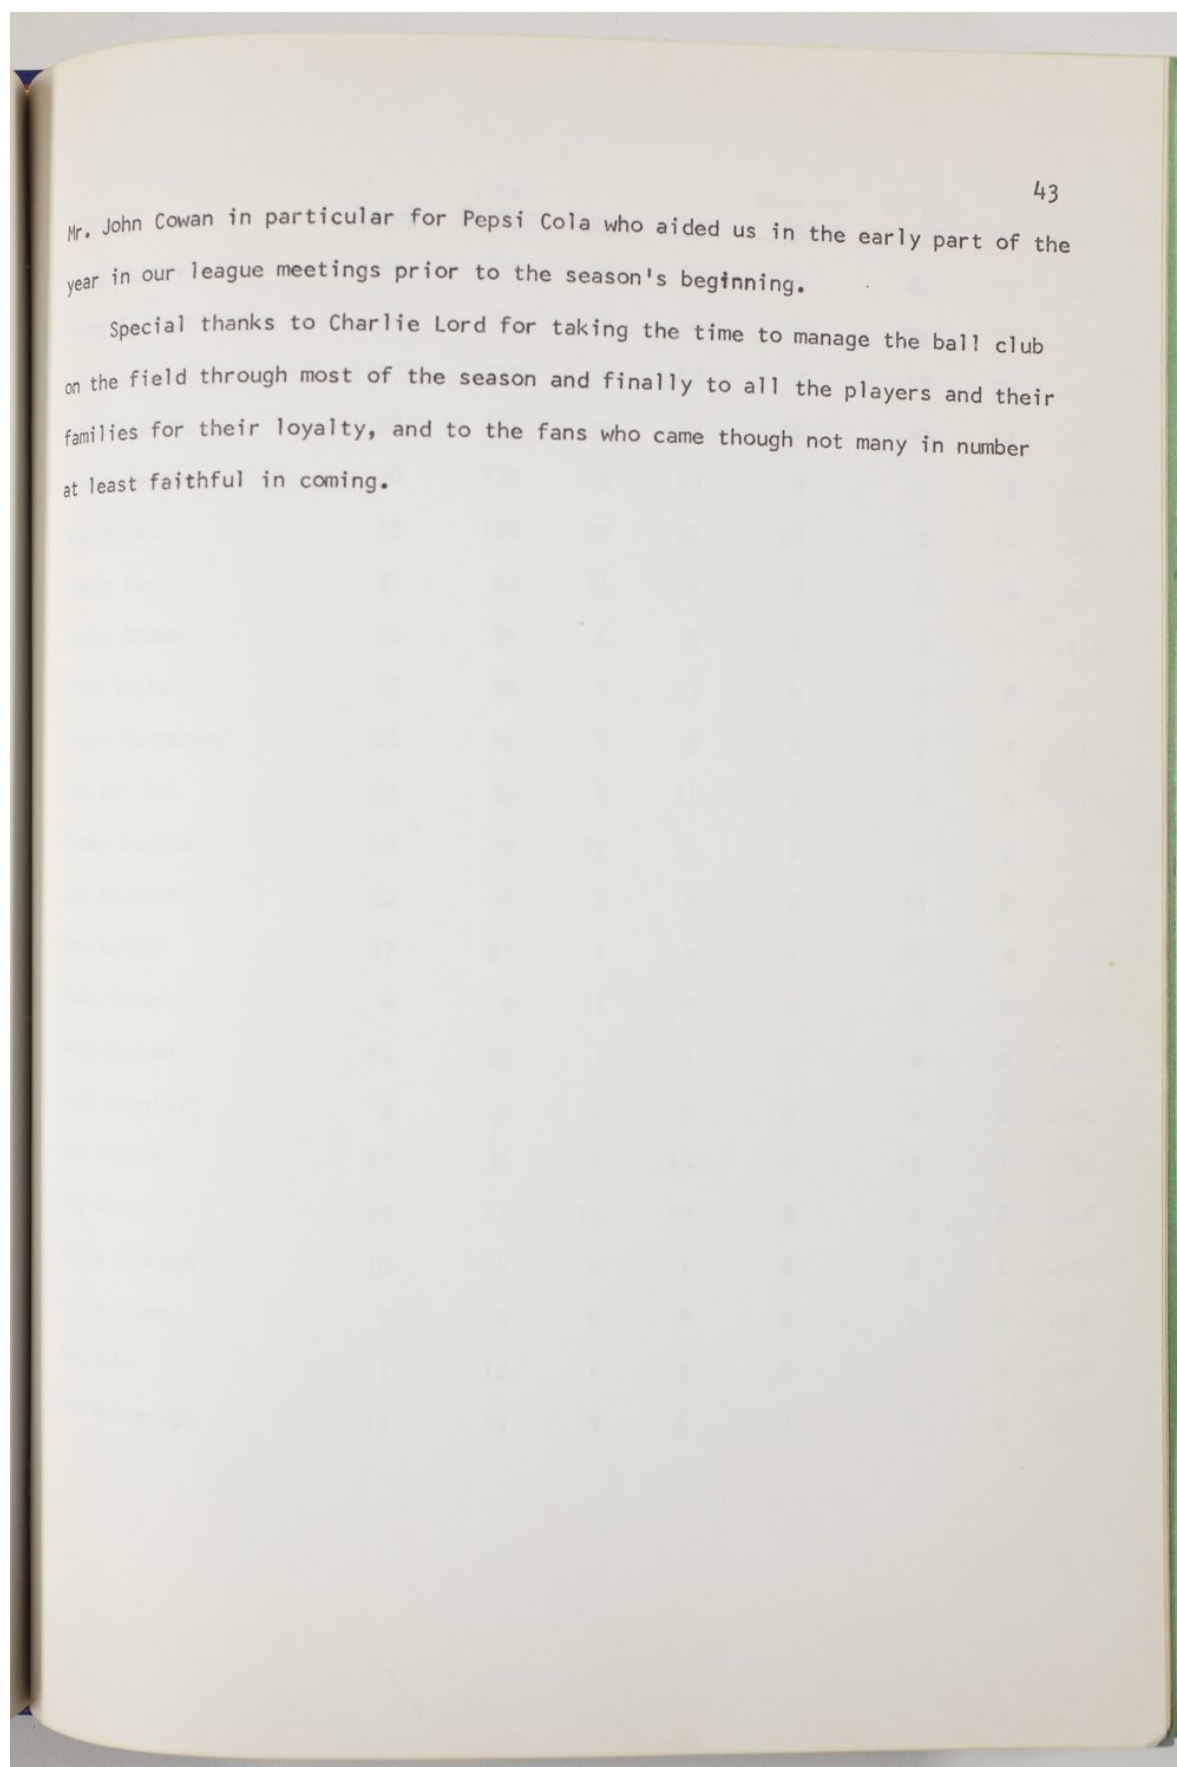 43
Mr. John Cowan in particular for Pepsi Cola who aided us in the early part of the
year in our league meetings prior to the season's beginning.
Special thanks to Charlie Lord for taking the time to manage the ball club
on the field through most of the season and finally to all the players and their
families for their loyalty, and to the fans who came though not many in number
at least faithful in coming.